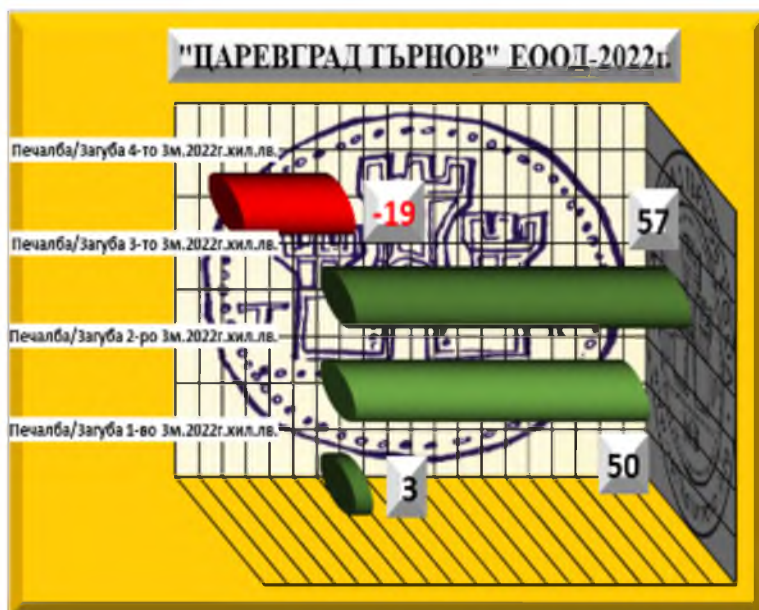 "ЦАРЕВГРАД ТЪРНОВ" ЕООД-2022г.
Печалба/Загуба 4-то 3м.2022г.хил.лв.
-19
57
Печалба/Загуба 3-то 3м.2022г.хил.лв.
Печалба/Загуба 2-ро 3м.2022г.хил.лв.
Печалба/Загуба 1-во 3м.2022г.хил.лв.
50
3